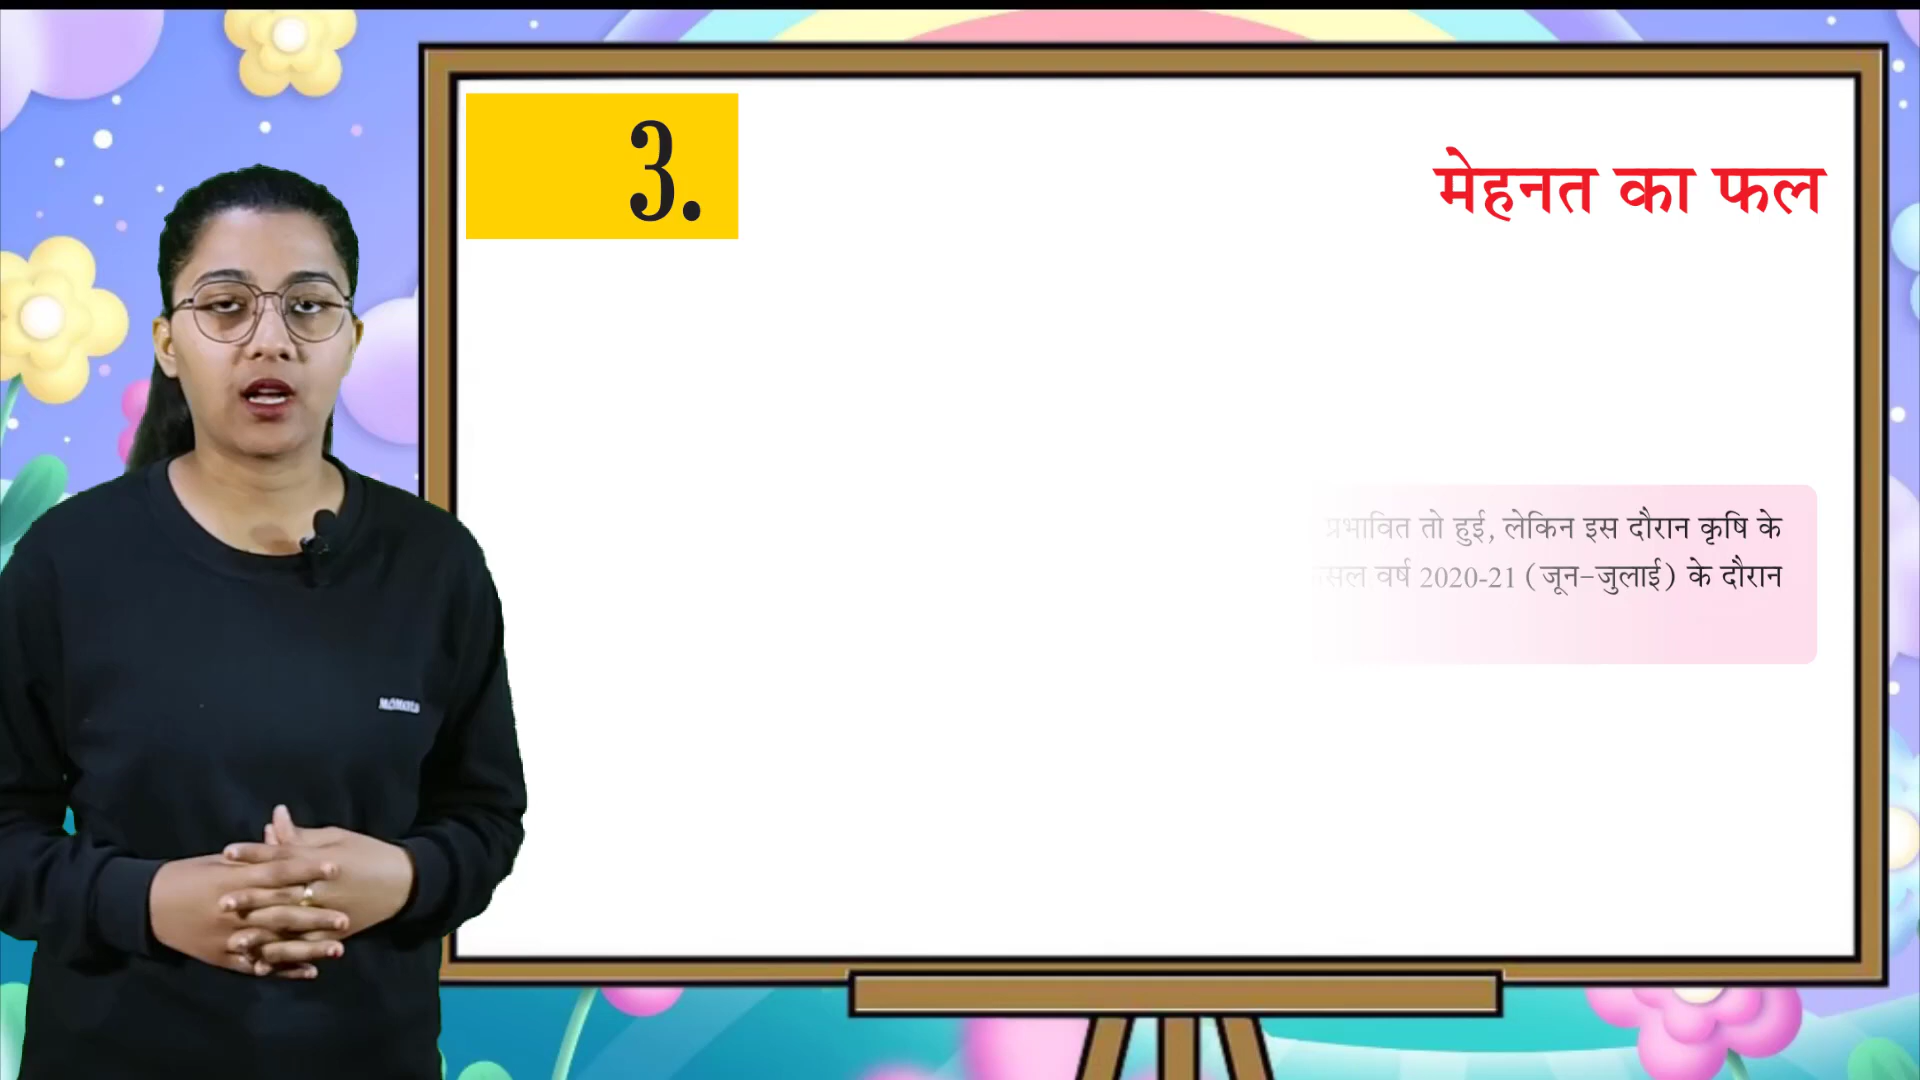 3.
मेहनत का फल
प्रभावित तो हुई, लेकिन इस दौरान कृषि के
वर्ष 2020-21 (जून-जुलाई) के दौरान